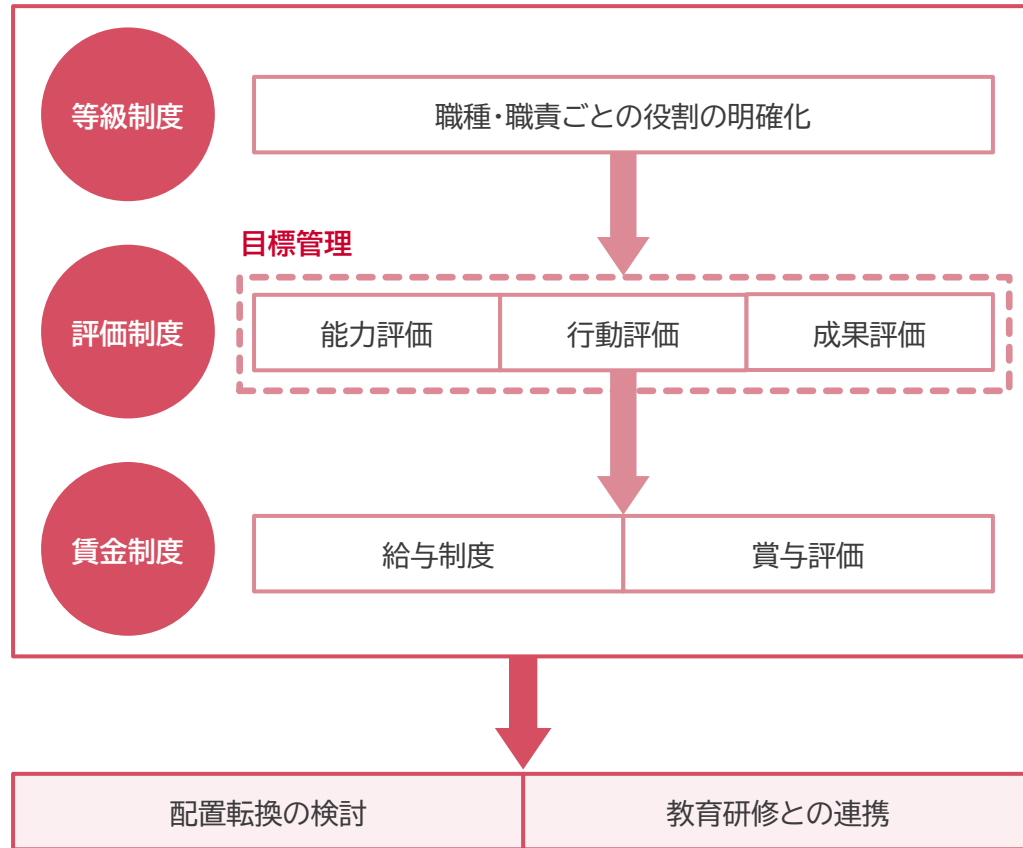 等級制度
職種・職責ごとの役割の明確化
目標管理
評価制度
能力評価
行動評価
成果評価
賃金制度
給与制度
賞与評価
配置転換の検討
教育研修との連携